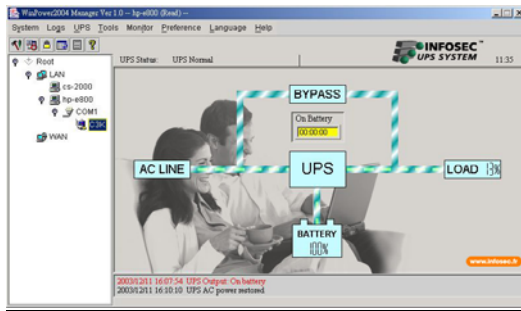 WinPower2004 Manager Ver 1.0 -- hp-e800 (Read) --
System Logs UPS Tools Monitor Preference Language Help
INFOSEC
UPS SYSTEM
UPS Status: UPS Normal
11:35
Root
LAN
cs-2000
hp-e800
COM1
C3K
WAN
BYPASS
On Battery
00:00:00
AC LINE
UPS
LOAD 13%
BATTERY
100%
www.infosec.fr
2003/12/11 16:07:54 UPS Output: On battery
2003/12/11 16:10:10 UPS AC power restored